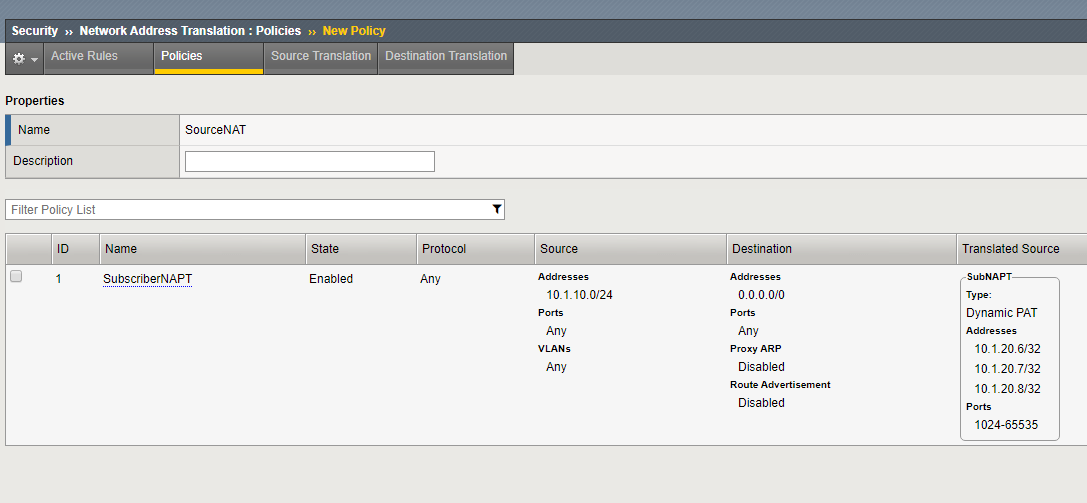 Security ›› Network Address Translation : Policies ›› New Policy
Active Rules Policies Source Translation Destination Translation
Properties
Name SourceNAT
Description
Filter Policy List
ID Name State Protocol Source Destination Translated Source
1 SubscriberNAPT Enabled Any
Addresses
10.1.10.0/24
Ports
Any
VLANs
Any
Addresses
0.0.0.0/0
Ports
Any
Proxy ARP
Disabled
Route Advertisement
Disabled
SubNAPT
Type:
Dynamic PAT
Addresses
10.1.20.6/32
10.1.20.7/32
10.1.20.8/32
Ports
1024-65535